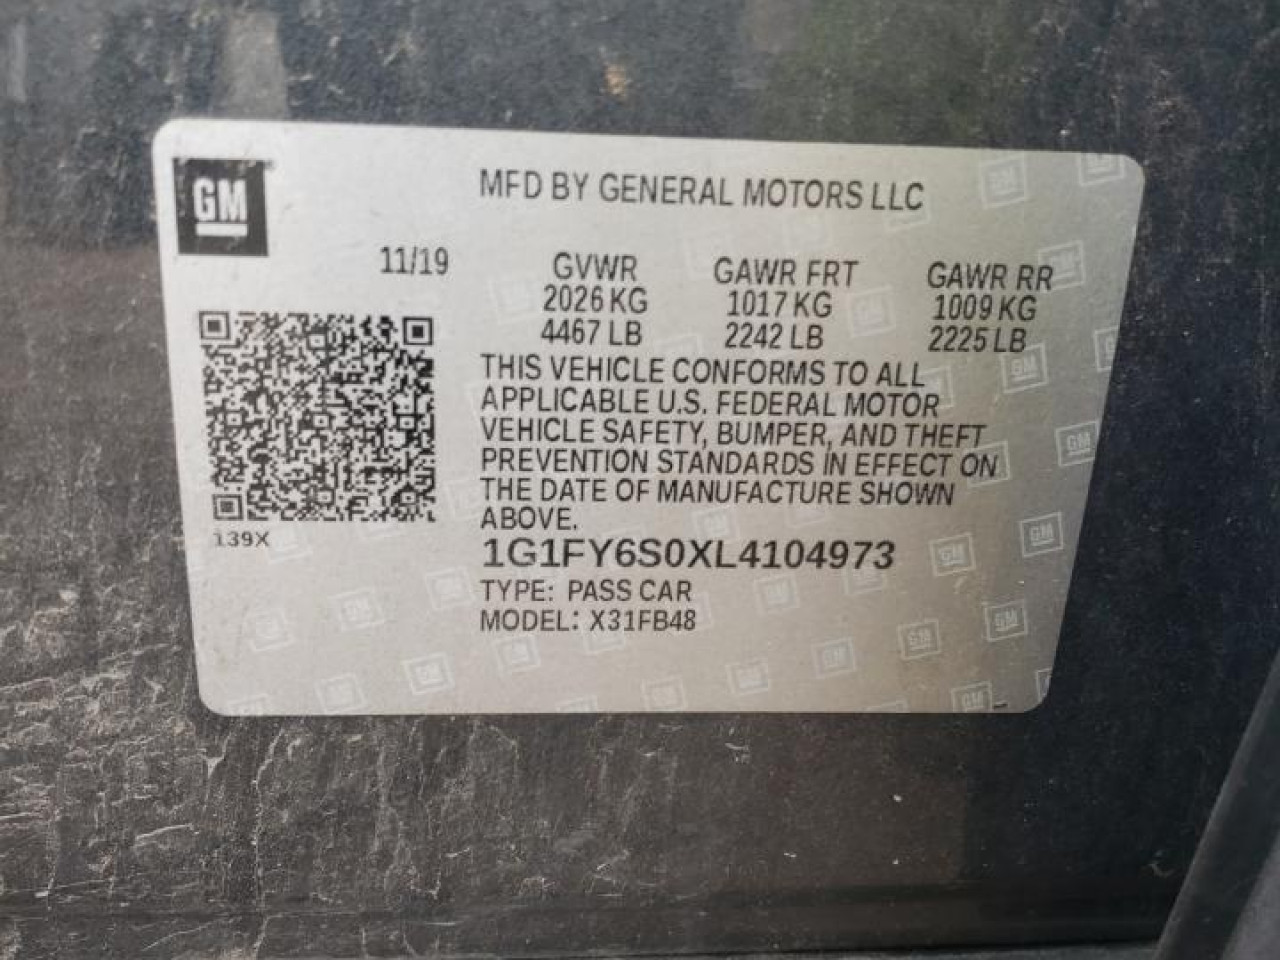 GM
MFD BY GENERAL MOTORS LLC
11/19
GVWR GAWR FRT GAWR RR
2026 KG 1017 KG 1009 KG
4467 LB 2242 LB 2225 LB
THIS VEHICLE CONFORMS TO ALL
APPLICABLE U.S. FEDERAL MOTOR
VEHICLE SAFETY, BUMPER, AND THEFT
PREVENTION STANDARDS IN EFFECT ON
THE DATE OF MANUFACTURE SHOWN
ABOVE.
139X
1G1FY6S0XL4104973
TYPE: PASS CAR
MODEL: X31FB48